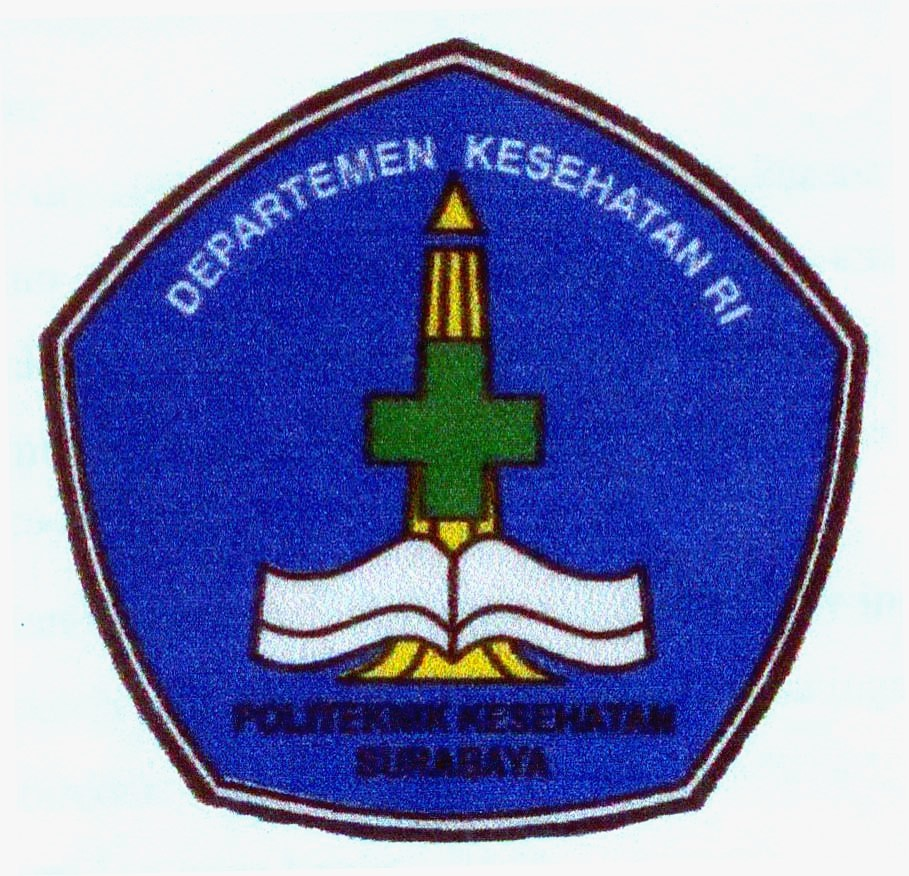 DEPARTEMEN KESEHATAN RI
POLITEKNIK KESEHATAN
SURABAYA